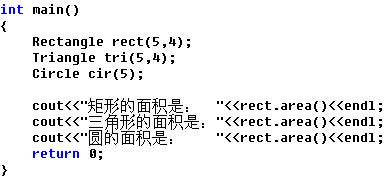 int main()
{
Rectangle rect(5,4);
Triangle tri(5,4);
Circle cir(5);
cout<<"矩形的面积是： "<<rect.area()<<endl;
cout<<"三角形的面积是："<<rect.area()<<endl;
cout<<"圆的面积是： "<<rect.area()<<endl;
return 0;
}